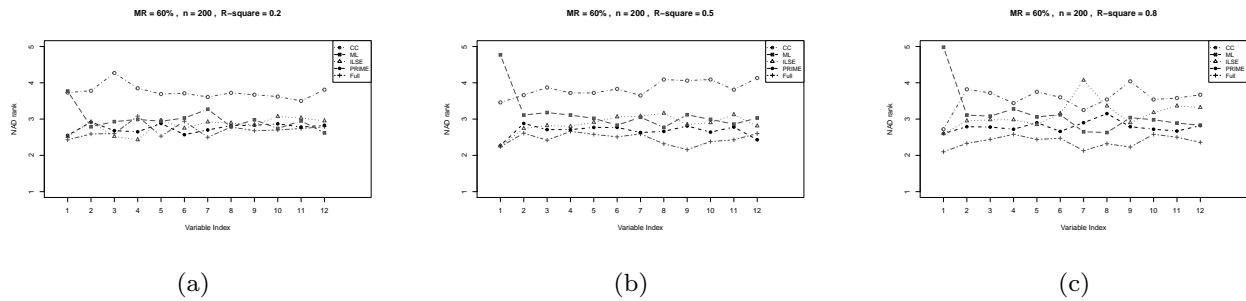 MR = 60% , n = 200 , R−square = 0.2
NAD rank
5
4
3
2
1
CC
ML
ILSE
PRIME
Full
1 2 3 4 5 6 7 8 9 10 11 12
Variable Index
(a)
MR = 60% , n = 200 , R−square = 0.5
NAD rank
5
4
3
2
1
CC
ML
ILSE
PRIME
Full
1 2 3 4 5 6 7 8 9 10 11 12
Variable Index
(b)
MR = 60% , n = 200 , R−square = 0.8
NAD rank
5
4
3
2
1
CC
ML
ILSE
PRIME
Full
1 2 3 4 5 6 7 8 9 10 11 12
Variable Index
(c)